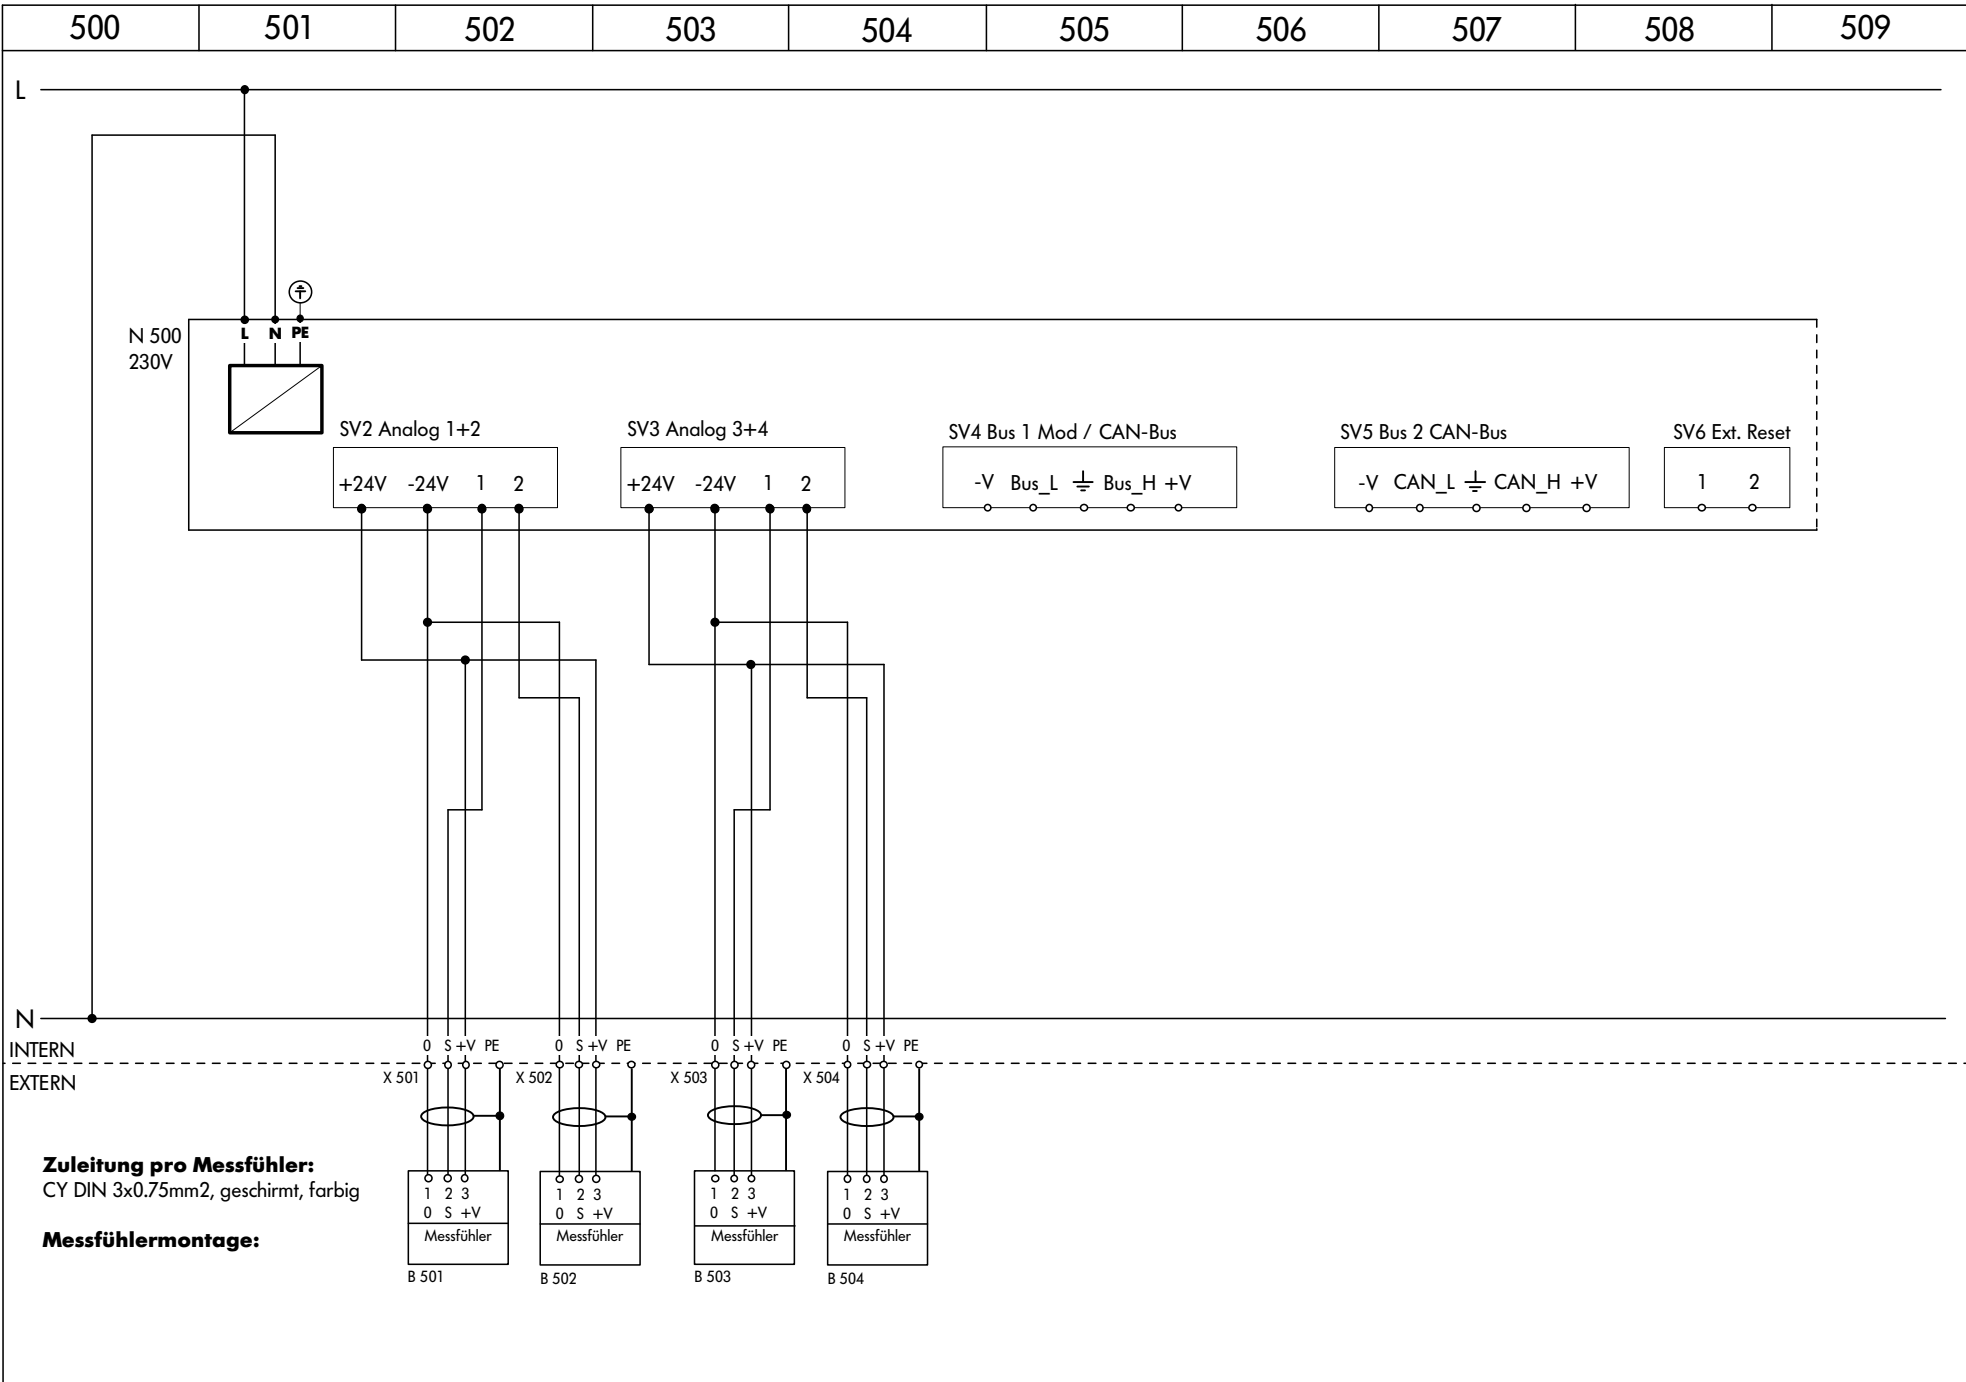 500 501 502 503 504 505 506 507 508 509
L
N 500
230V
L N PE
SV2 Analog 1+2
+24V -24V 1 2
SV3 Analog 3+4
+24V -24V 1 2
SV4 Bus 1 Mod / CAN-Bus
-V Bus_L Bus_H +V
SV5 Bus 2 CAN-Bus
-V CAN_L CAN_H +V
SV6 Ext. Reset
1 2
N
INTERN
EXTERN
0 S +V PE 0 S +V PE 0 S +V PE 0 S +V PE
X 501 X 502 X 503 X 504
Zuleitung pro Messfühler:
CY DIN 3x0.75mm2, geschirmt, farbig
Messfühlermontage:
1 2 3
0 S +V
Messfühler
B 501
1 2 3
0 S +V
Messfühler
B 502
1 2 3
0 S +V
Messfühler
B 503
1 2 3
0 S +V
Messfühler
B 504